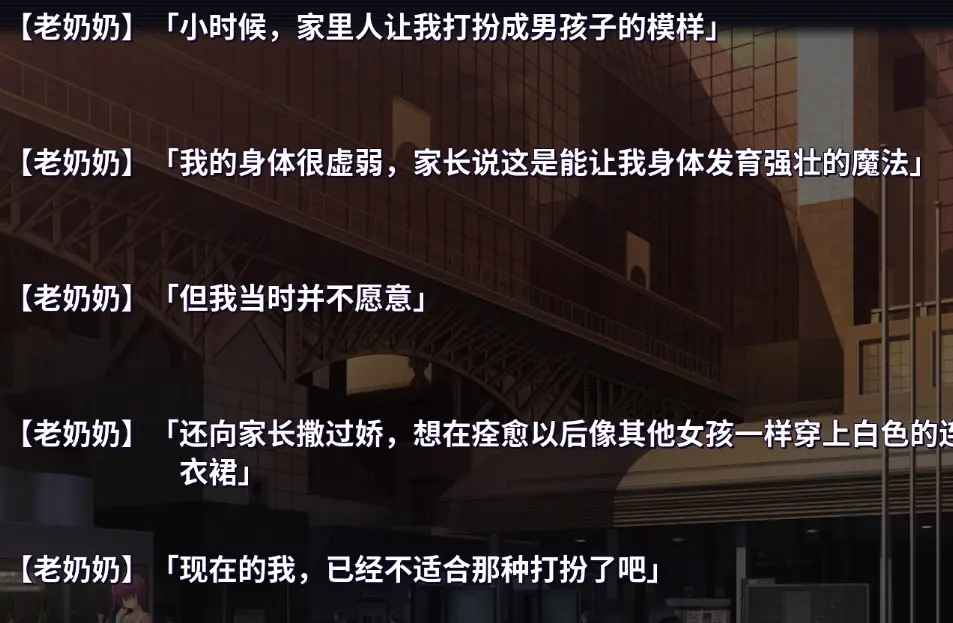 【老奶奶】「小时候，家里人让我打扮成男孩子的模样」
【老奶奶】「我的身体很虚弱，家长说这是能让我身体发育强壮的魔法」
【老奶奶】「但我当时并不愿意」
【老奶奶】「还向家长撒过娇，想在痊愈以后像其他女孩一样穿上白色的连
衣裙」
【老奶奶】「现在的我，已经不适合那种打扮了吧」